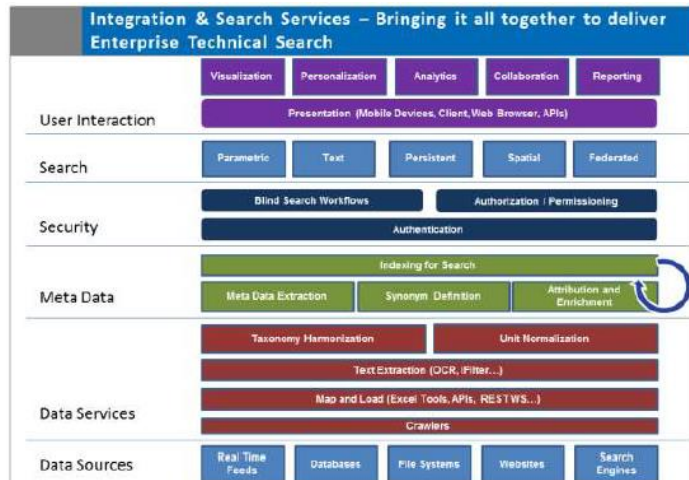 Integration & Search Services – Bringing it all together to deliver
Enterprise Technical Search
Visualization
Personalization
Analytics
Collaboration
Reporting
User Interaction
Presentation (Mobile Devices, Client, Web Browser, APIs)
Search
Parametric
Text
Persistent
Spatial
Federated
Security
Blind Search Workflows
Authorization / Permissioning
Authentication
Meta Data
Indexing for Search
Meta Data Extraction
Synonym Definition
Attribution and
Enrichment
Data Services
Taxonomy Harmonization
Unit Normalization
Text Extraction (OCR, IFilter...)
Map and Load (Excel Tools, APIs, REST WS...)
Crawlers
Data Sources
Real Time
Feeds
Databases
File Systems
Websites
Search
Engines